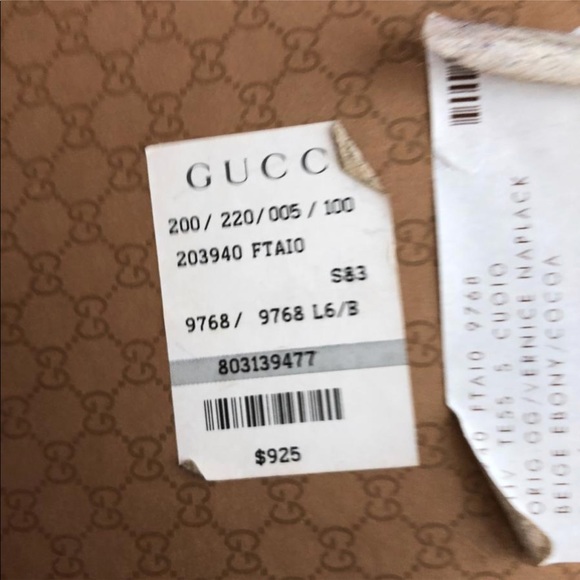 GUCC
200/ 220/005 / 100
203940 FTAIO
S83
9768/ 9768 L6/B
803139477
$925
FTAIO 9768
TESS S CUOIO
ORIG GG/VERNICE NAPLACK
BEIGE EBONY/COCOA